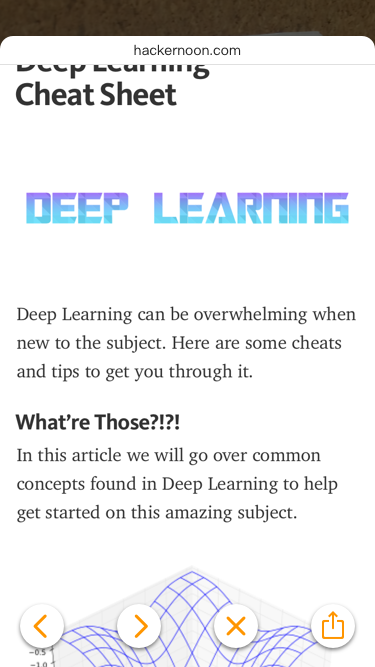 hackernoon.com
Deep Learning
Cheat Sheet
DEEP LEARNING
Deep Learning can be overwhelming when
new to the subject. Here are some cheats
and tips to get you through it.
What’re Those?!?!
In this article we will go over common
concepts found in Deep Learning to help
get started on this amazing subject.
−0.5
−1.0